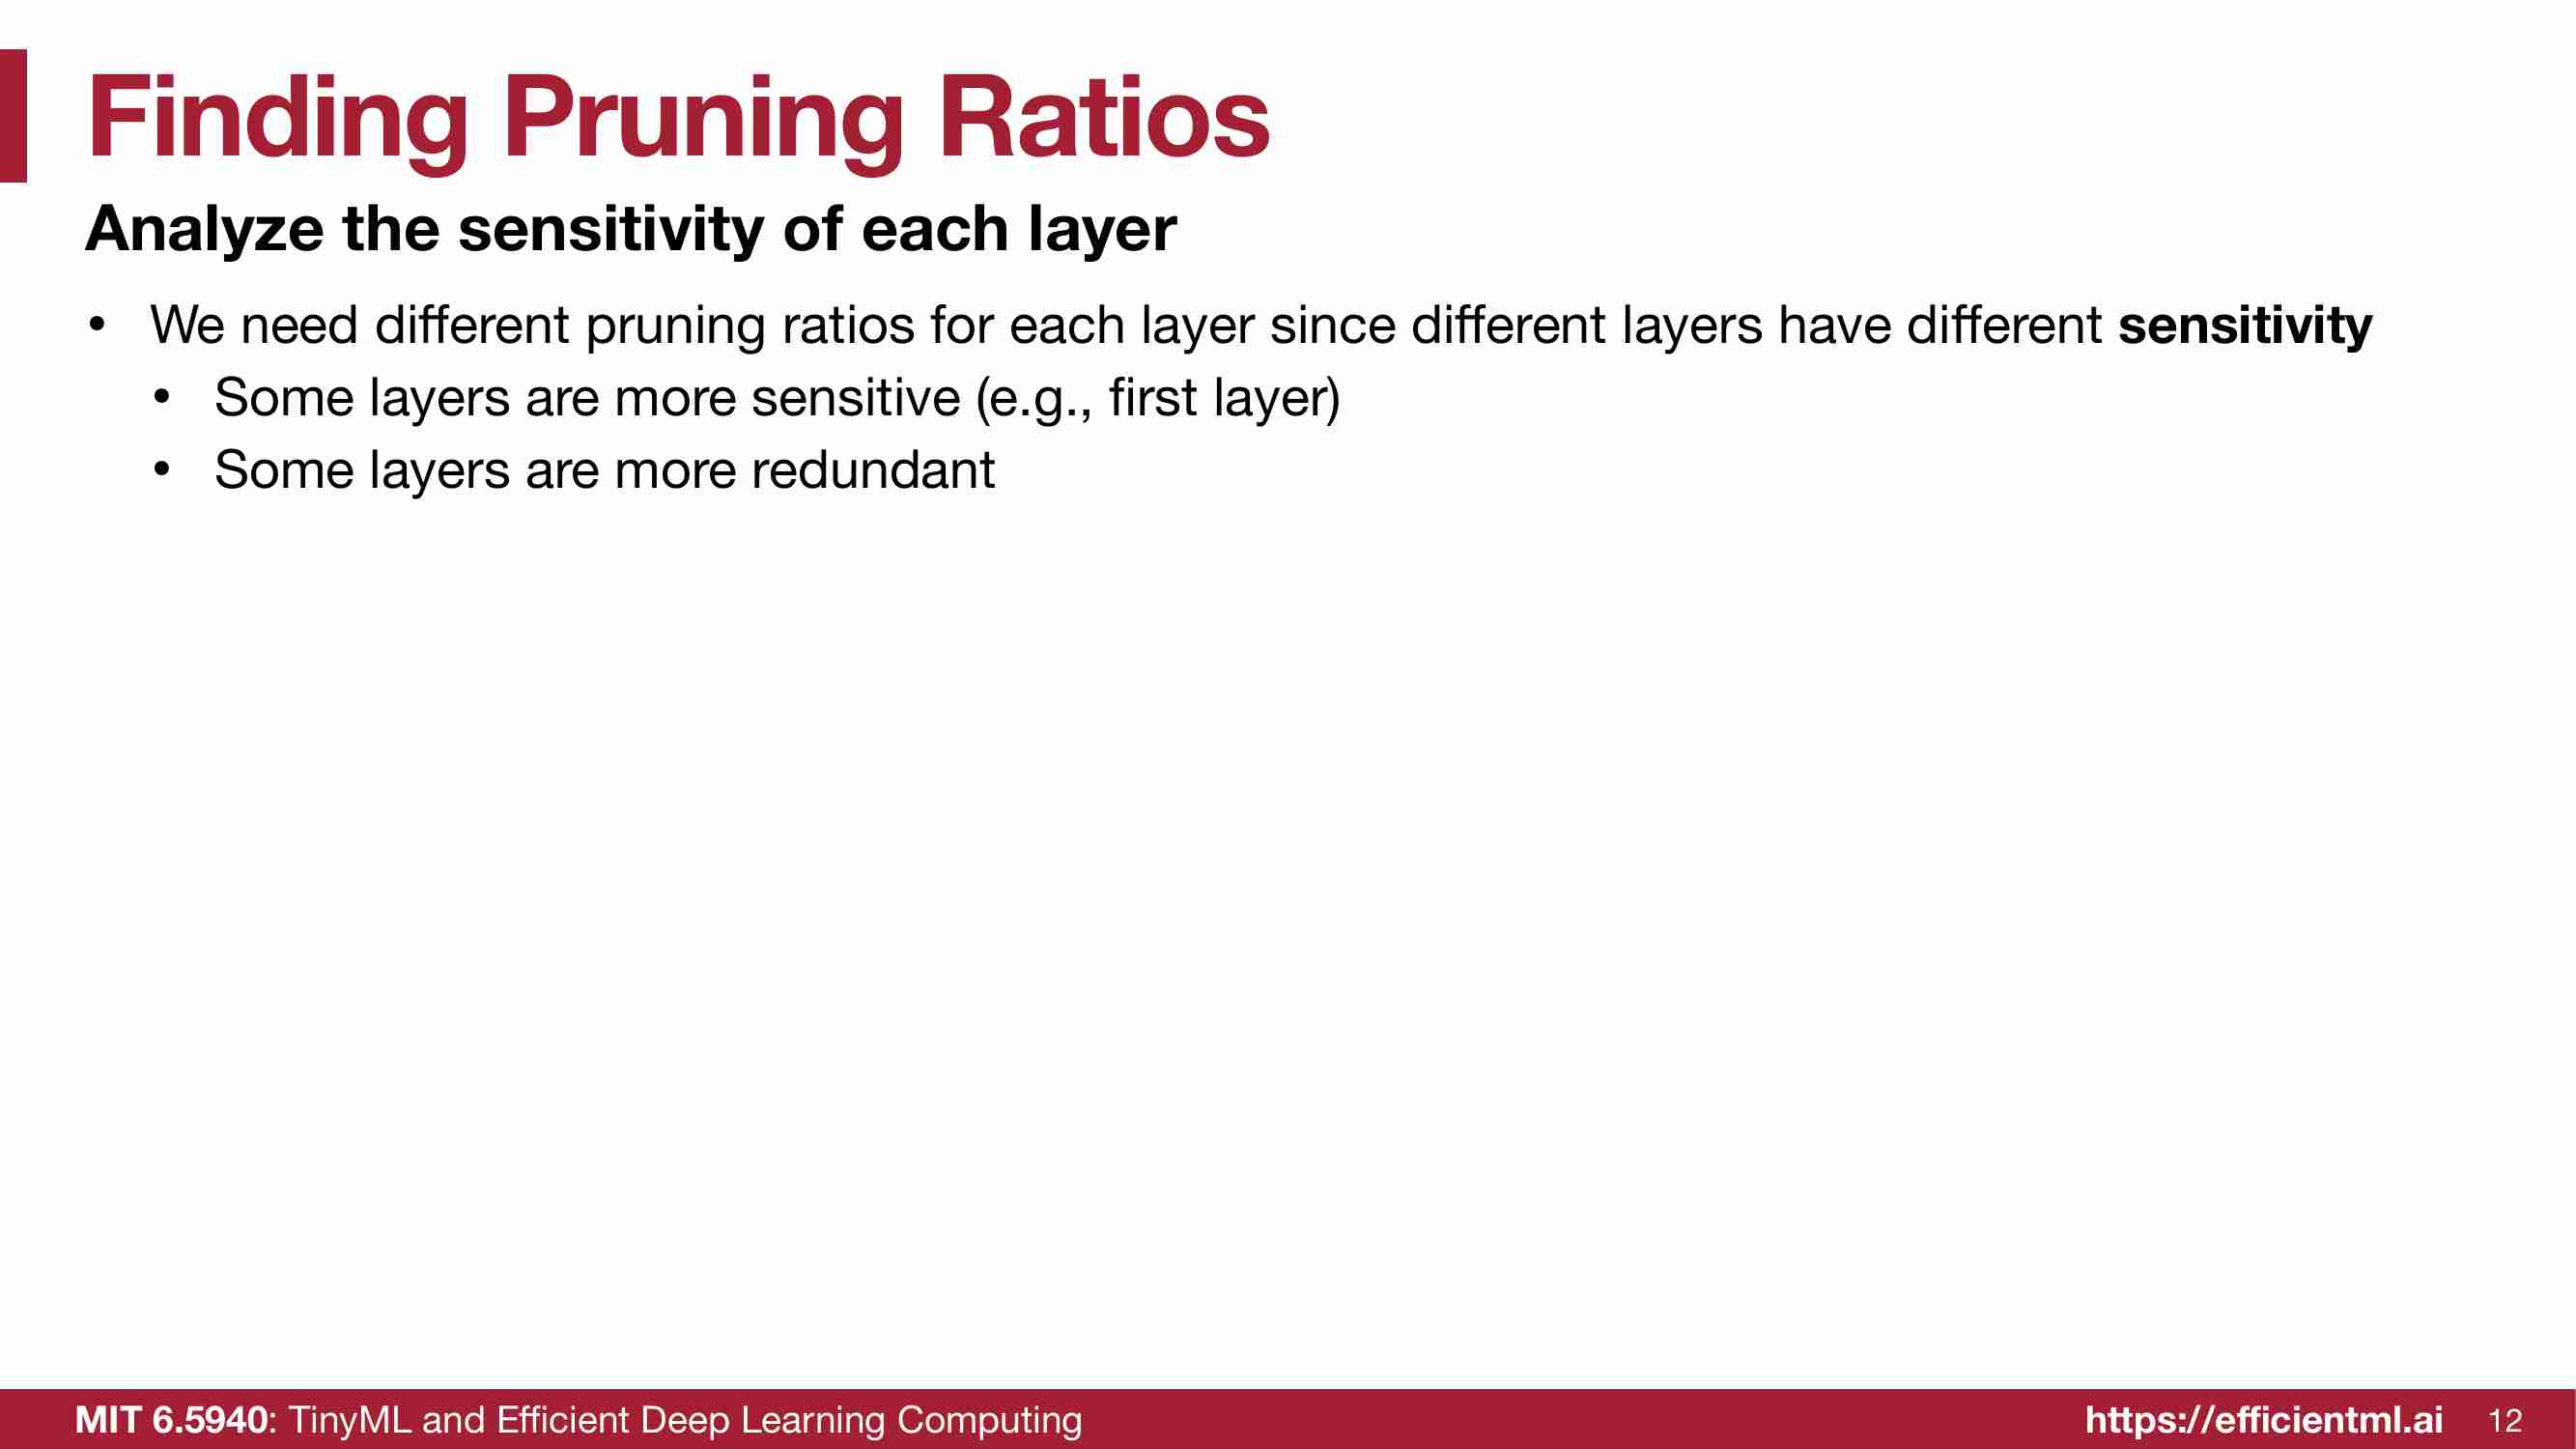 Finding Pruning Ratios
Analyze the sensitivity of each layer
• We need different pruning ratios for each layer since different layers have different sensitivity
• Some layers are more sensitive (e.g., first layer)
• Some layers are more redundant
MIT 6.5940: TinyML and Efficient Deep Learning Computing
https://efficientml.ai
12